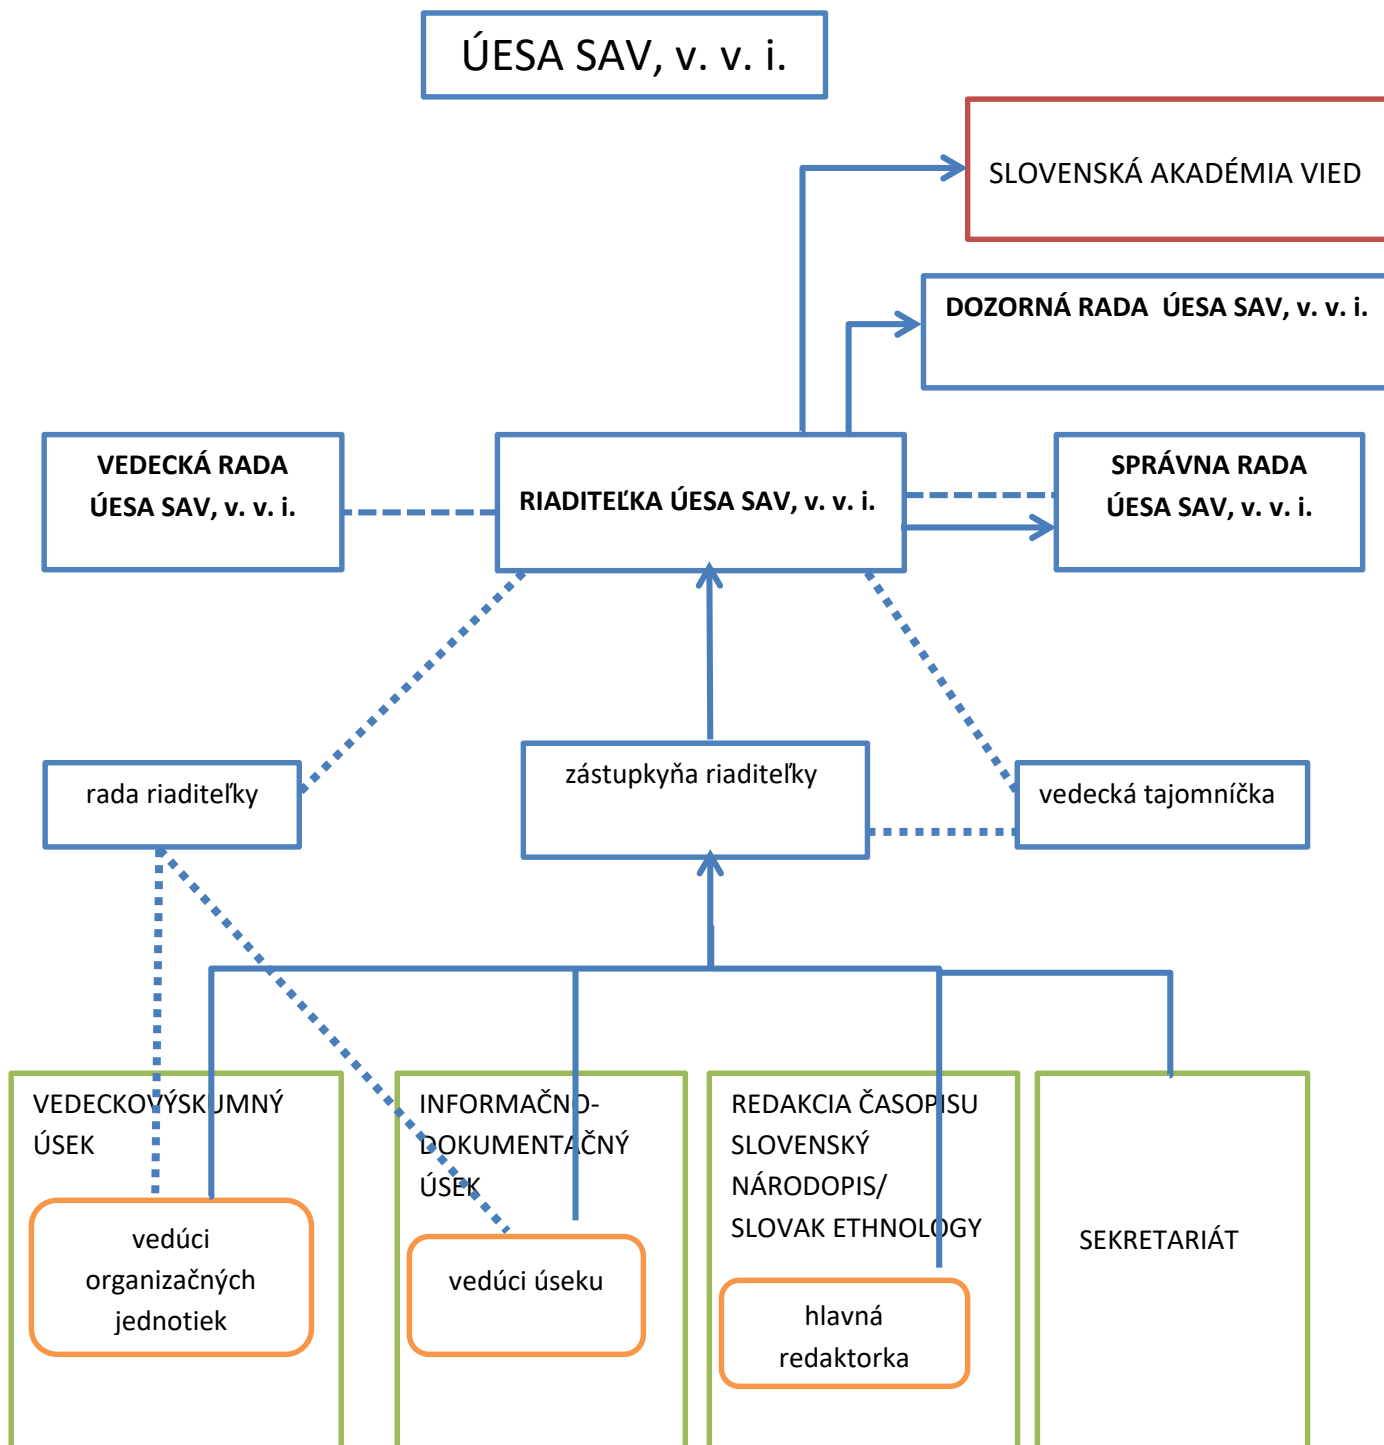 ÚESA SAV, v. v. i.
SLOVENSKÁ AKADÉMIA VIED
DOZORNÁ RADA  ÚESA SAV, v. v. i.
VEDECKÁ RADA
ÚESA SAV, v. v. i.
RIADITEĽKA ÚESA SAV, v. v. i.
SPRÁVNA RADA
ÚESA SAV, v. v. i.
rada riaditeľky
zástupkyňa riaditeľky
vedecká tajomníčka
VEDECKOVÝSKUMNÝ
ÚSEK
vedúci
organizačných
jednotiek
INFORMAČNO-
DOKUMENTAČNÝ
ÚSEK
vedúci úseku
REDAKCIA ČASOPISU
SLOVENSKÝ
NÁRODOPIS/
SLOVAK ETHNOLOGY
hlavná
redaktorka
SEKRETARIÁT